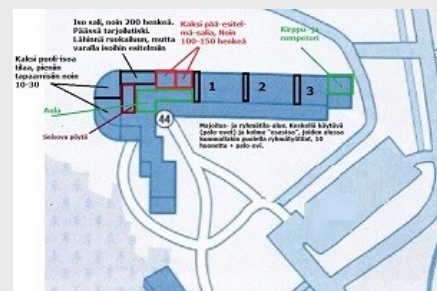 Iso sali, noin 200 henkeä.
Päässä tarjoilutiski.
Lähinnä ruokailuun, mutta
varalla isoihin esitelmiin
Kaksi pää-esitel-
mä-salia, Noin
100-150 henkeä
Kirppu- ja
romppetori
Kaksi puoli-isoa
tilaa, pieniin
tapaamisiin noin
10-30
Aula
Seisova pöytä
1
2
3
44
Majoitus- ja ryhmätila-alue. Keskellä käytävä
(palo-ovet) ja kolme "osastoa", joiden alussa
kummallakin puolella ryhmätyötilat, 10
huonetta + palo-ovi.